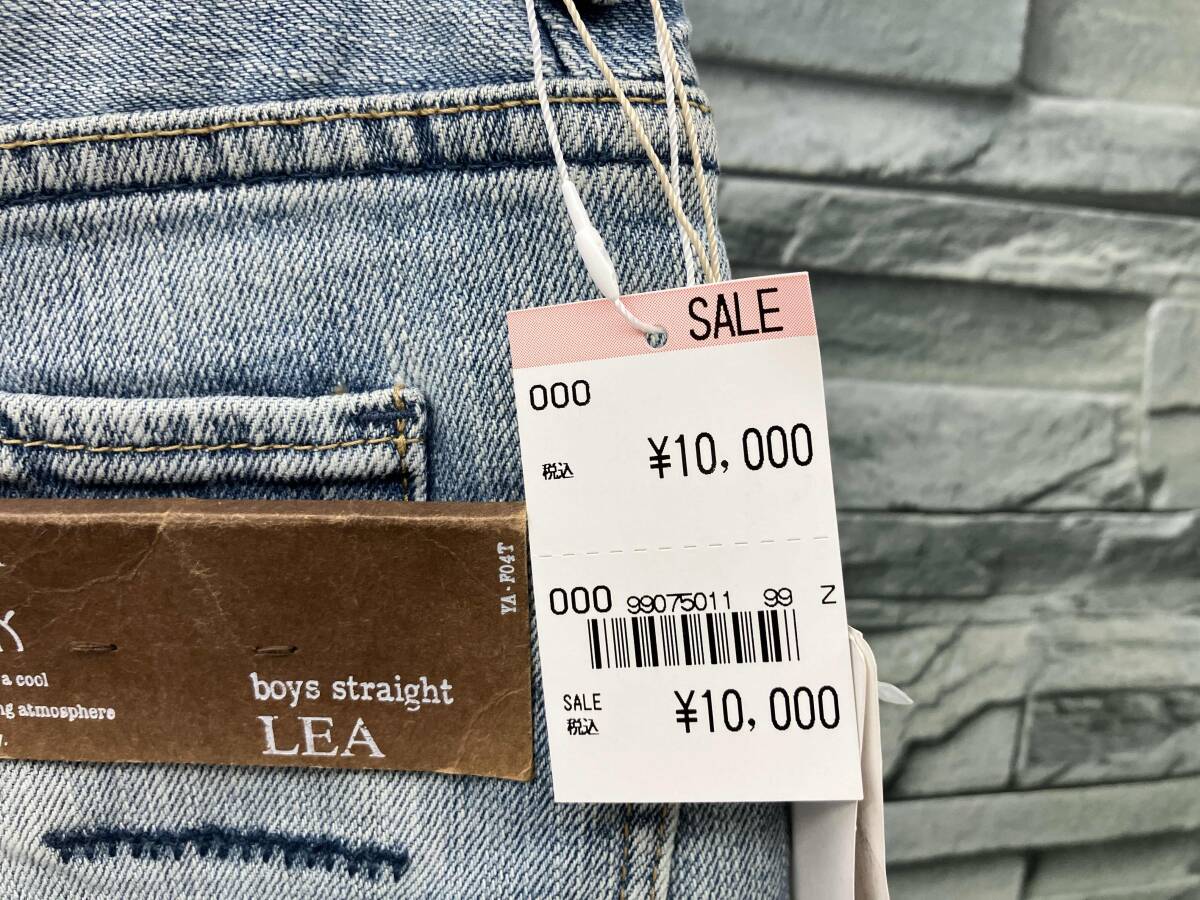 SALE
000
税込 ¥10,000
000 99075011 99 Z
SALE
税込 ¥10,000
YA・F04T
a cool
atmosphere
boys straight
LEA